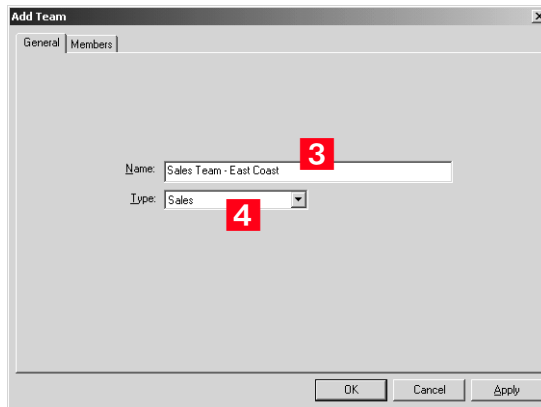 Add Team
General Members
3
Name: Sales Team - East Coast
Type: Sales
4
OK Cancel Apply